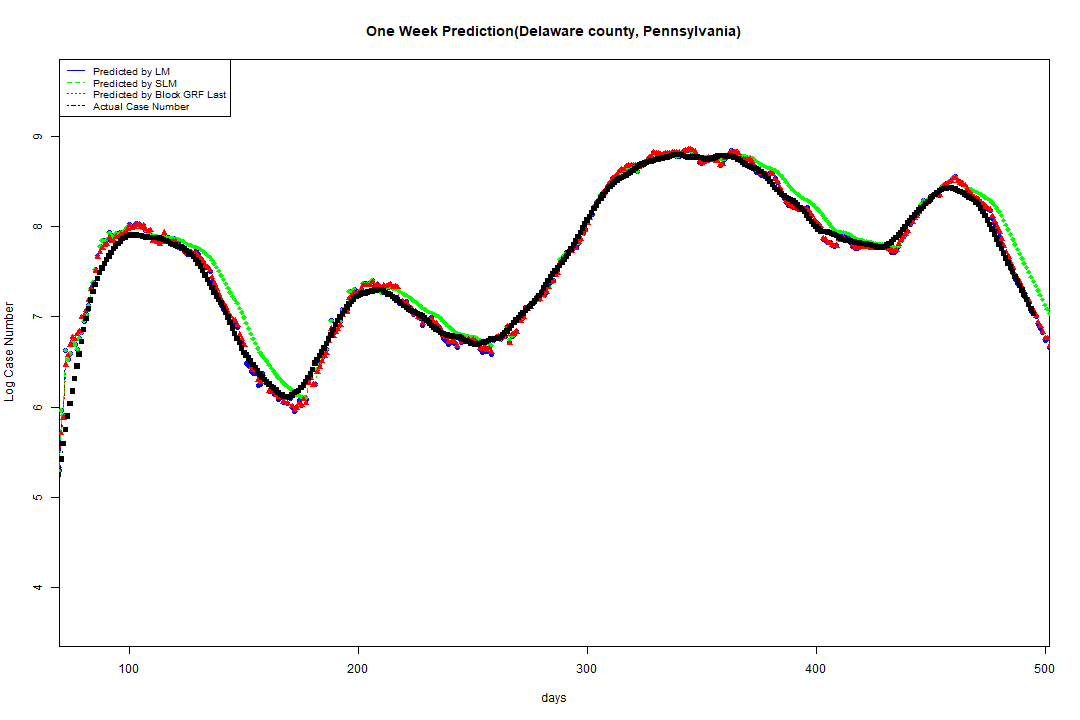 One Week Prediction(Delaware county, Pennsylvania)
Predicted by LM
Predicted by SLM
Predicted by Block GRF Last
Actual Case Number
9
8
7
6
5
4
Log Case Number
100 200 300 400 500
days